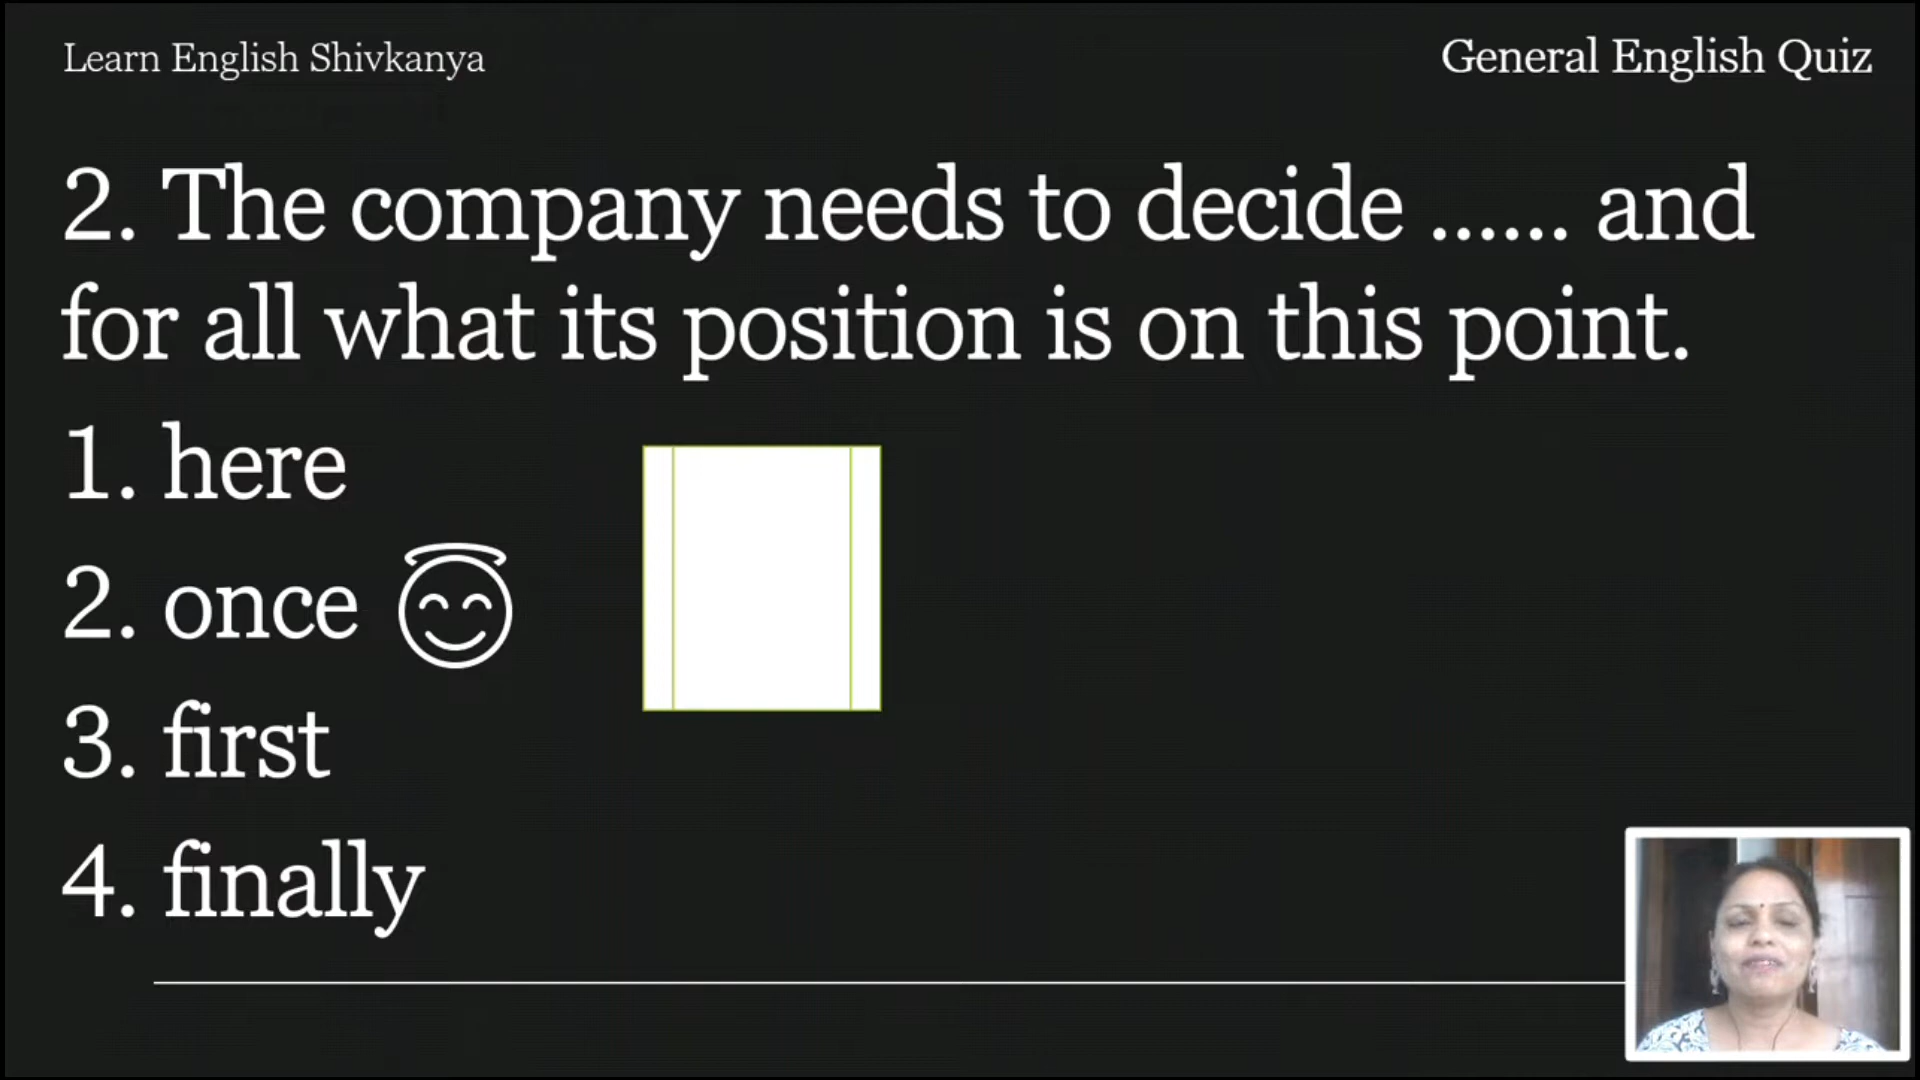 Learn English Shivkanya
General English Quiz
2. The company needs to decide ...... and
for all what its position is on this point.
1. here
2. once
3. first
4. finally